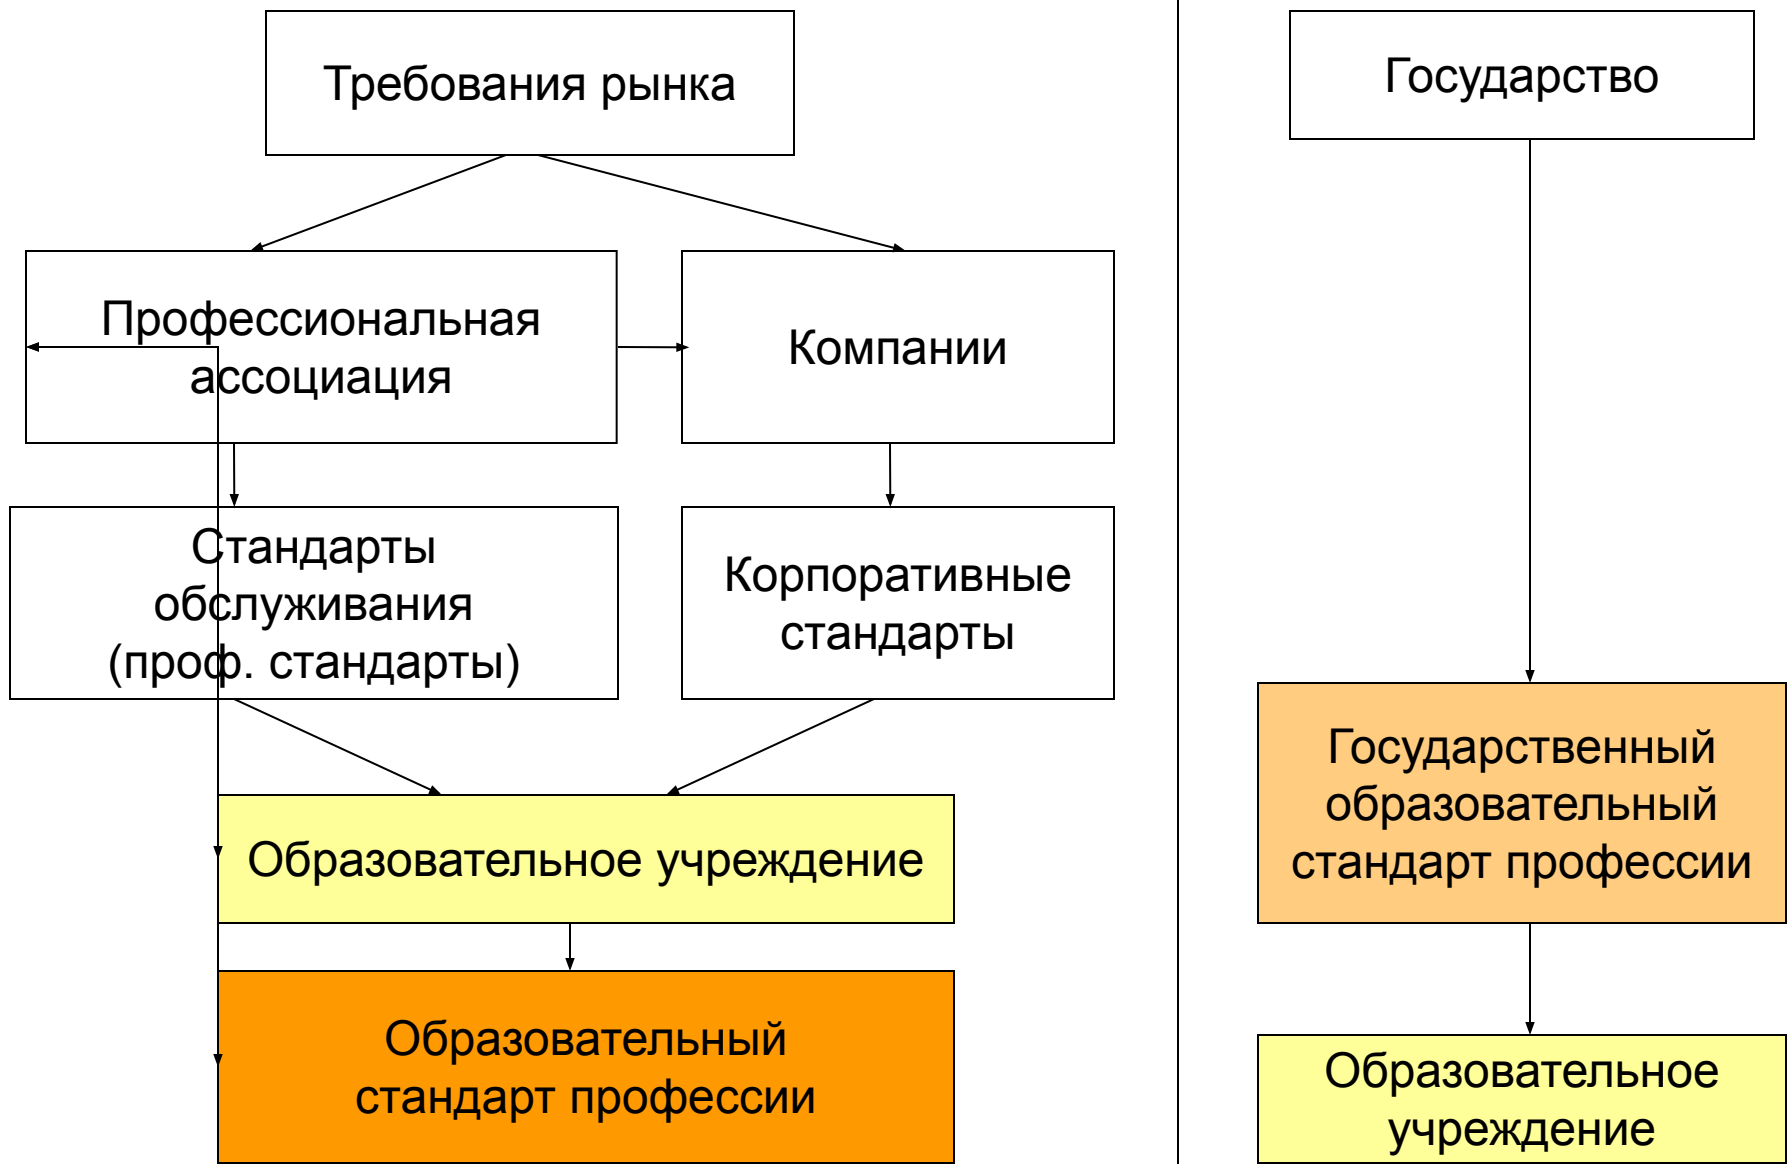 Требования рынка
Государство
Профессиональная
ассоциация
Компании
Стандарты
обслуживания
(проф. стандарты)
Корпоративные
стандарты
Государственный
образовательный
стандарт профессии
Образовательное учреждение
Образовательный
стандарт профессии
Образовательное
учреждение